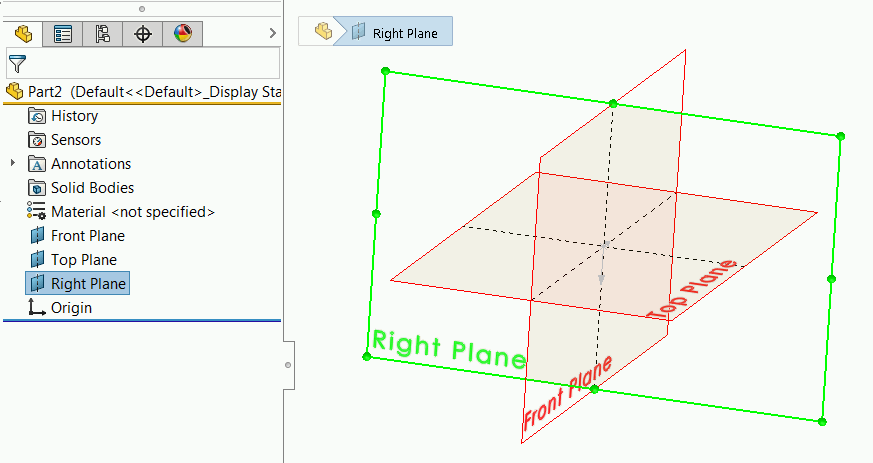 Part2 (Default<<Default>_Display Sta
History
Sensors
Annotations
Solid Bodies
Material <not specified>
Front Plane
Top Plane
Right Plane
Origin
Right Plane
Top Plane
Right Plane
Front Plane